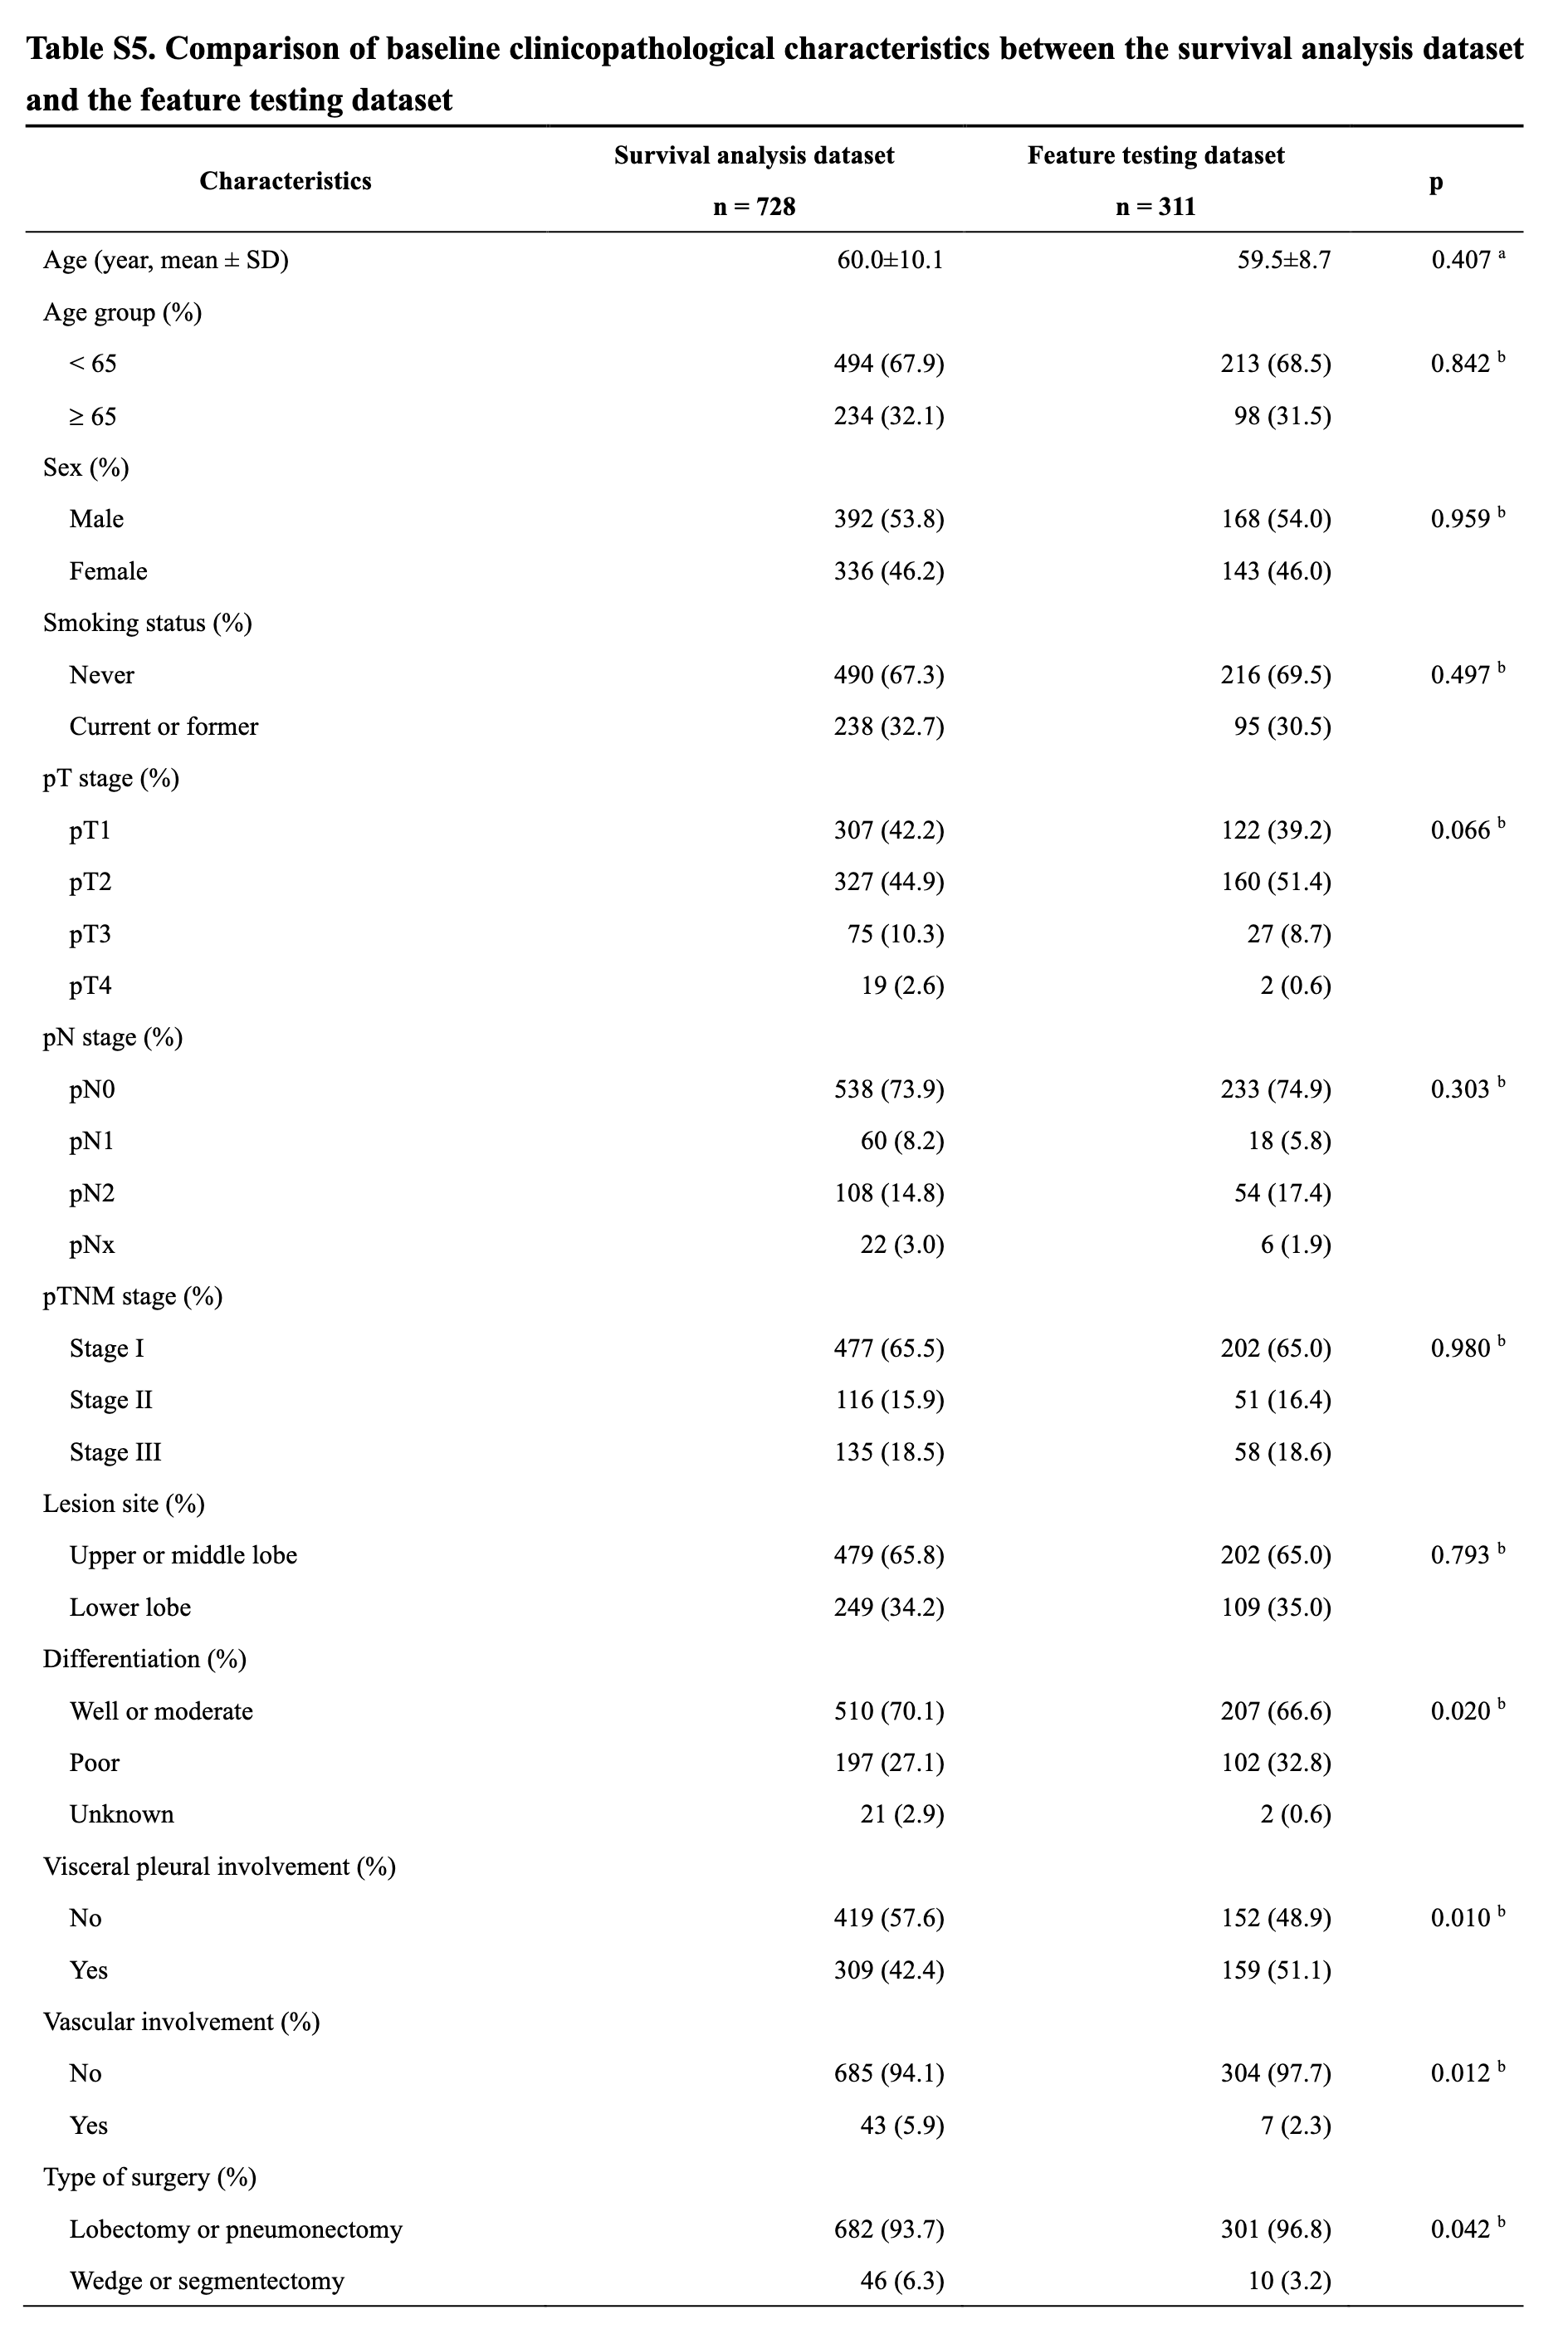 Table S5. Comparison of baseline clinicopathological characteristics between the survival analysis dataset
and the feature testing dataset
Characteristics Survival analysis dataset n = 728 Feature testing dataset n = 311 p
Age (year, mean ± SD) 60.0±10.1 59.5±8.7 0.407 a
Age group (%)
< 65 494 (67.9) 213 (68.5) 0.842 b
≥ 65 234 (32.1) 98 (31.5)
Sex (%)
Male 392 (53.8) 168 (54.0) 0.959 b
Female 336 (46.2) 143 (46.0)
Smoking status (%)
Never 490 (67.3) 216 (69.5) 0.497 b
Current or former 238 (32.7) 95 (30.5)
pT stage (%)
pT1 307 (42.2) 122 (39.2) 0.066 b
pT2 327 (44.9) 160 (51.4)
pT3 75 (10.3) 27 (8.7)
pT4 19 (2.6) 2 (0.6)
pN stage (%)
pN0 538 (73.9) 233 (74.9) 0.303 b
pN1 60 (8.2) 18 (5.8)
pN2 108 (14.8) 54 (17.4)
pNx 22 (3.0) 6 (1.9)
pTNM stage (%)
Stage I 477 (65.5) 202 (65.0) 0.980 b
Stage II 116 (15.9) 51 (16.4)
Stage III 135 (18.5) 58 (18.6)
Lesion site (%)
Upper or middle lobe 479 (65.8) 202 (65.0) 0.793 b
Lower lobe 249 (34.2) 109 (35.0)
Differentiation (%)
Well or moderate 510 (70.1) 207 (66.6) 0.020 b
Poor 197 (27.1) 102 (32.8)
Unknown 21 (2.9) 2 (0.6)
Visceral pleural involvement (%)
No 419 (57.6) 152 (48.9) 0.010 b
Yes 309 (42.4) 159 (51.1)
Vascular involvement (%)
No 685 (94.1) 304 (97.7) 0.012 b
Yes 43 (5.9) 7 (2.3)
Type of surgery (%)
Lobectomy or pneumonectomy 682 (93.7) 301 (96.8) 0.042 b
Wedge or segmentectomy 46 (6.3) 10 (3.2)